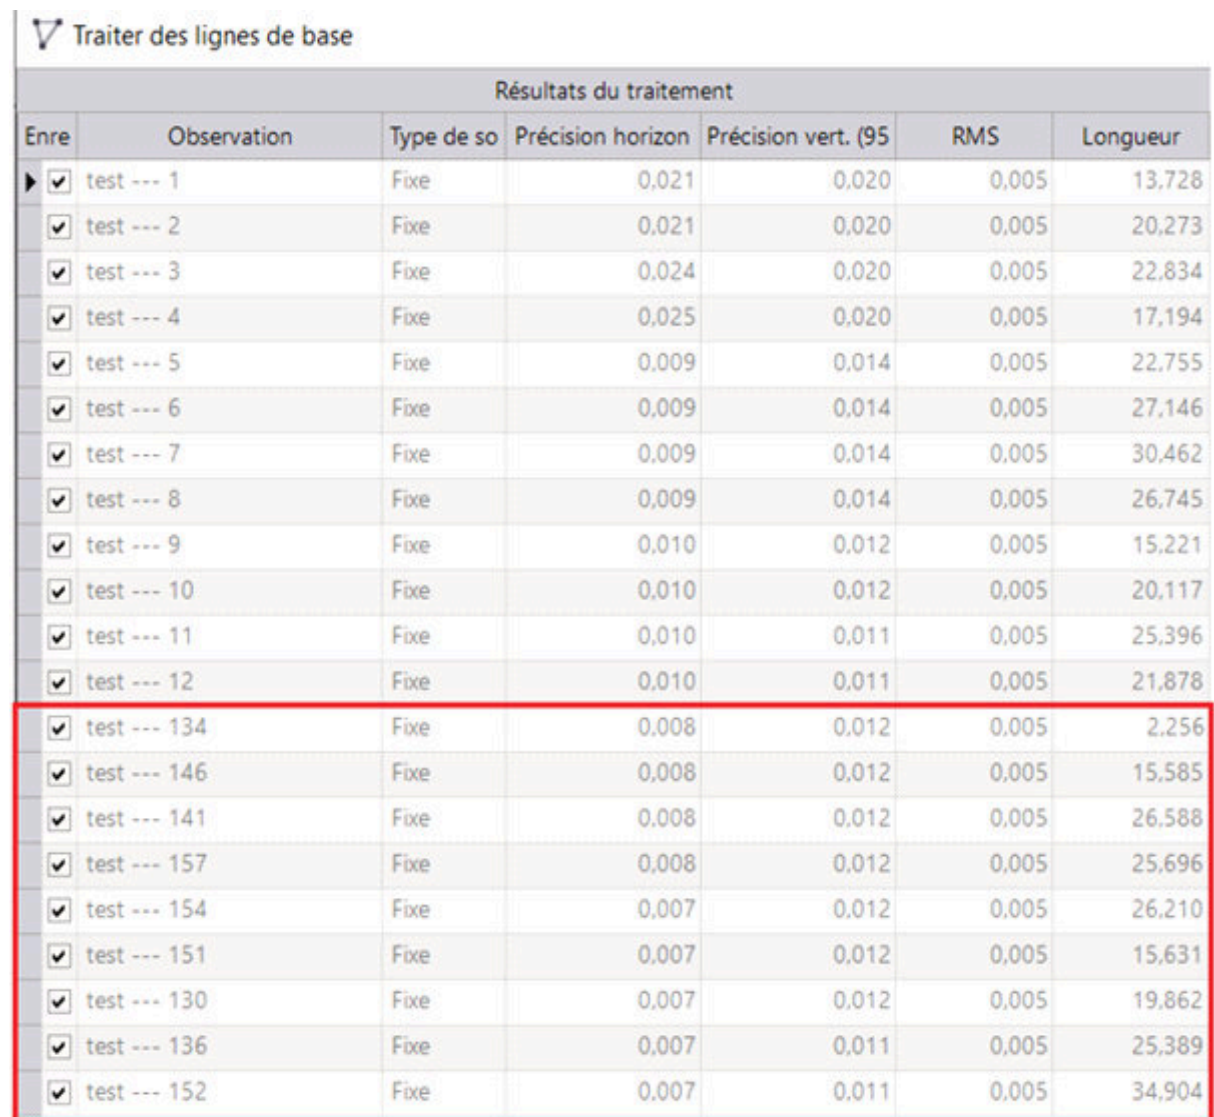 Traiter des lignes de base
Résultats du traitement
Enre Observation Type de so Précision horizon Précision vert. (95 RMS Longueur
test --- 1 Fixe 0,021 0,020 0,005 13,728
test --- 2 Fixe 0,021 0,020 0,005 20,273
test --- 3 Fixe 0,024 0,020 0,005 22,834
test --- 4 Fixe 0,025 0,020 0,005 17,194
test --- 5 Fixe 0,009 0,014 0,005 22,755
test --- 6 Fixe 0,009 0,014 0,005 27,146
test --- 7 Fixe 0,009 0,014 0,005 30,462
test --- 8 Fixe 0,009 0,014 0,005 26,745
test --- 9 Fixe 0,010 0,012 0,005 15,221
test --- 10 Fixe 0,010 0,012 0,005 20,117
test --- 11 Fixe 0,010 0,011 0,005 25,396
test --- 12 Fixe 0,010 0,011 0,005 21,878
test --- 134 Fixe 0,008 0,012 0,005 2,256
test --- 146 Fixe 0,008 0,012 0,005 15,585
test --- 141 Fixe 0,008 0,012 0,005 26,588
test --- 157 Fixe 0,008 0,012 0,005 25,696
test --- 154 Fixe 0,007 0,012 0,005 26,210
test --- 151 Fixe 0,007 0,012 0,005 15,631
test --- 130 Fixe 0,007 0,012 0,005 19,862
test --- 136 Fixe 0,007 0,011 0,005 25,389
test --- 152 Fixe 0,007 0,011 0,005 34,904